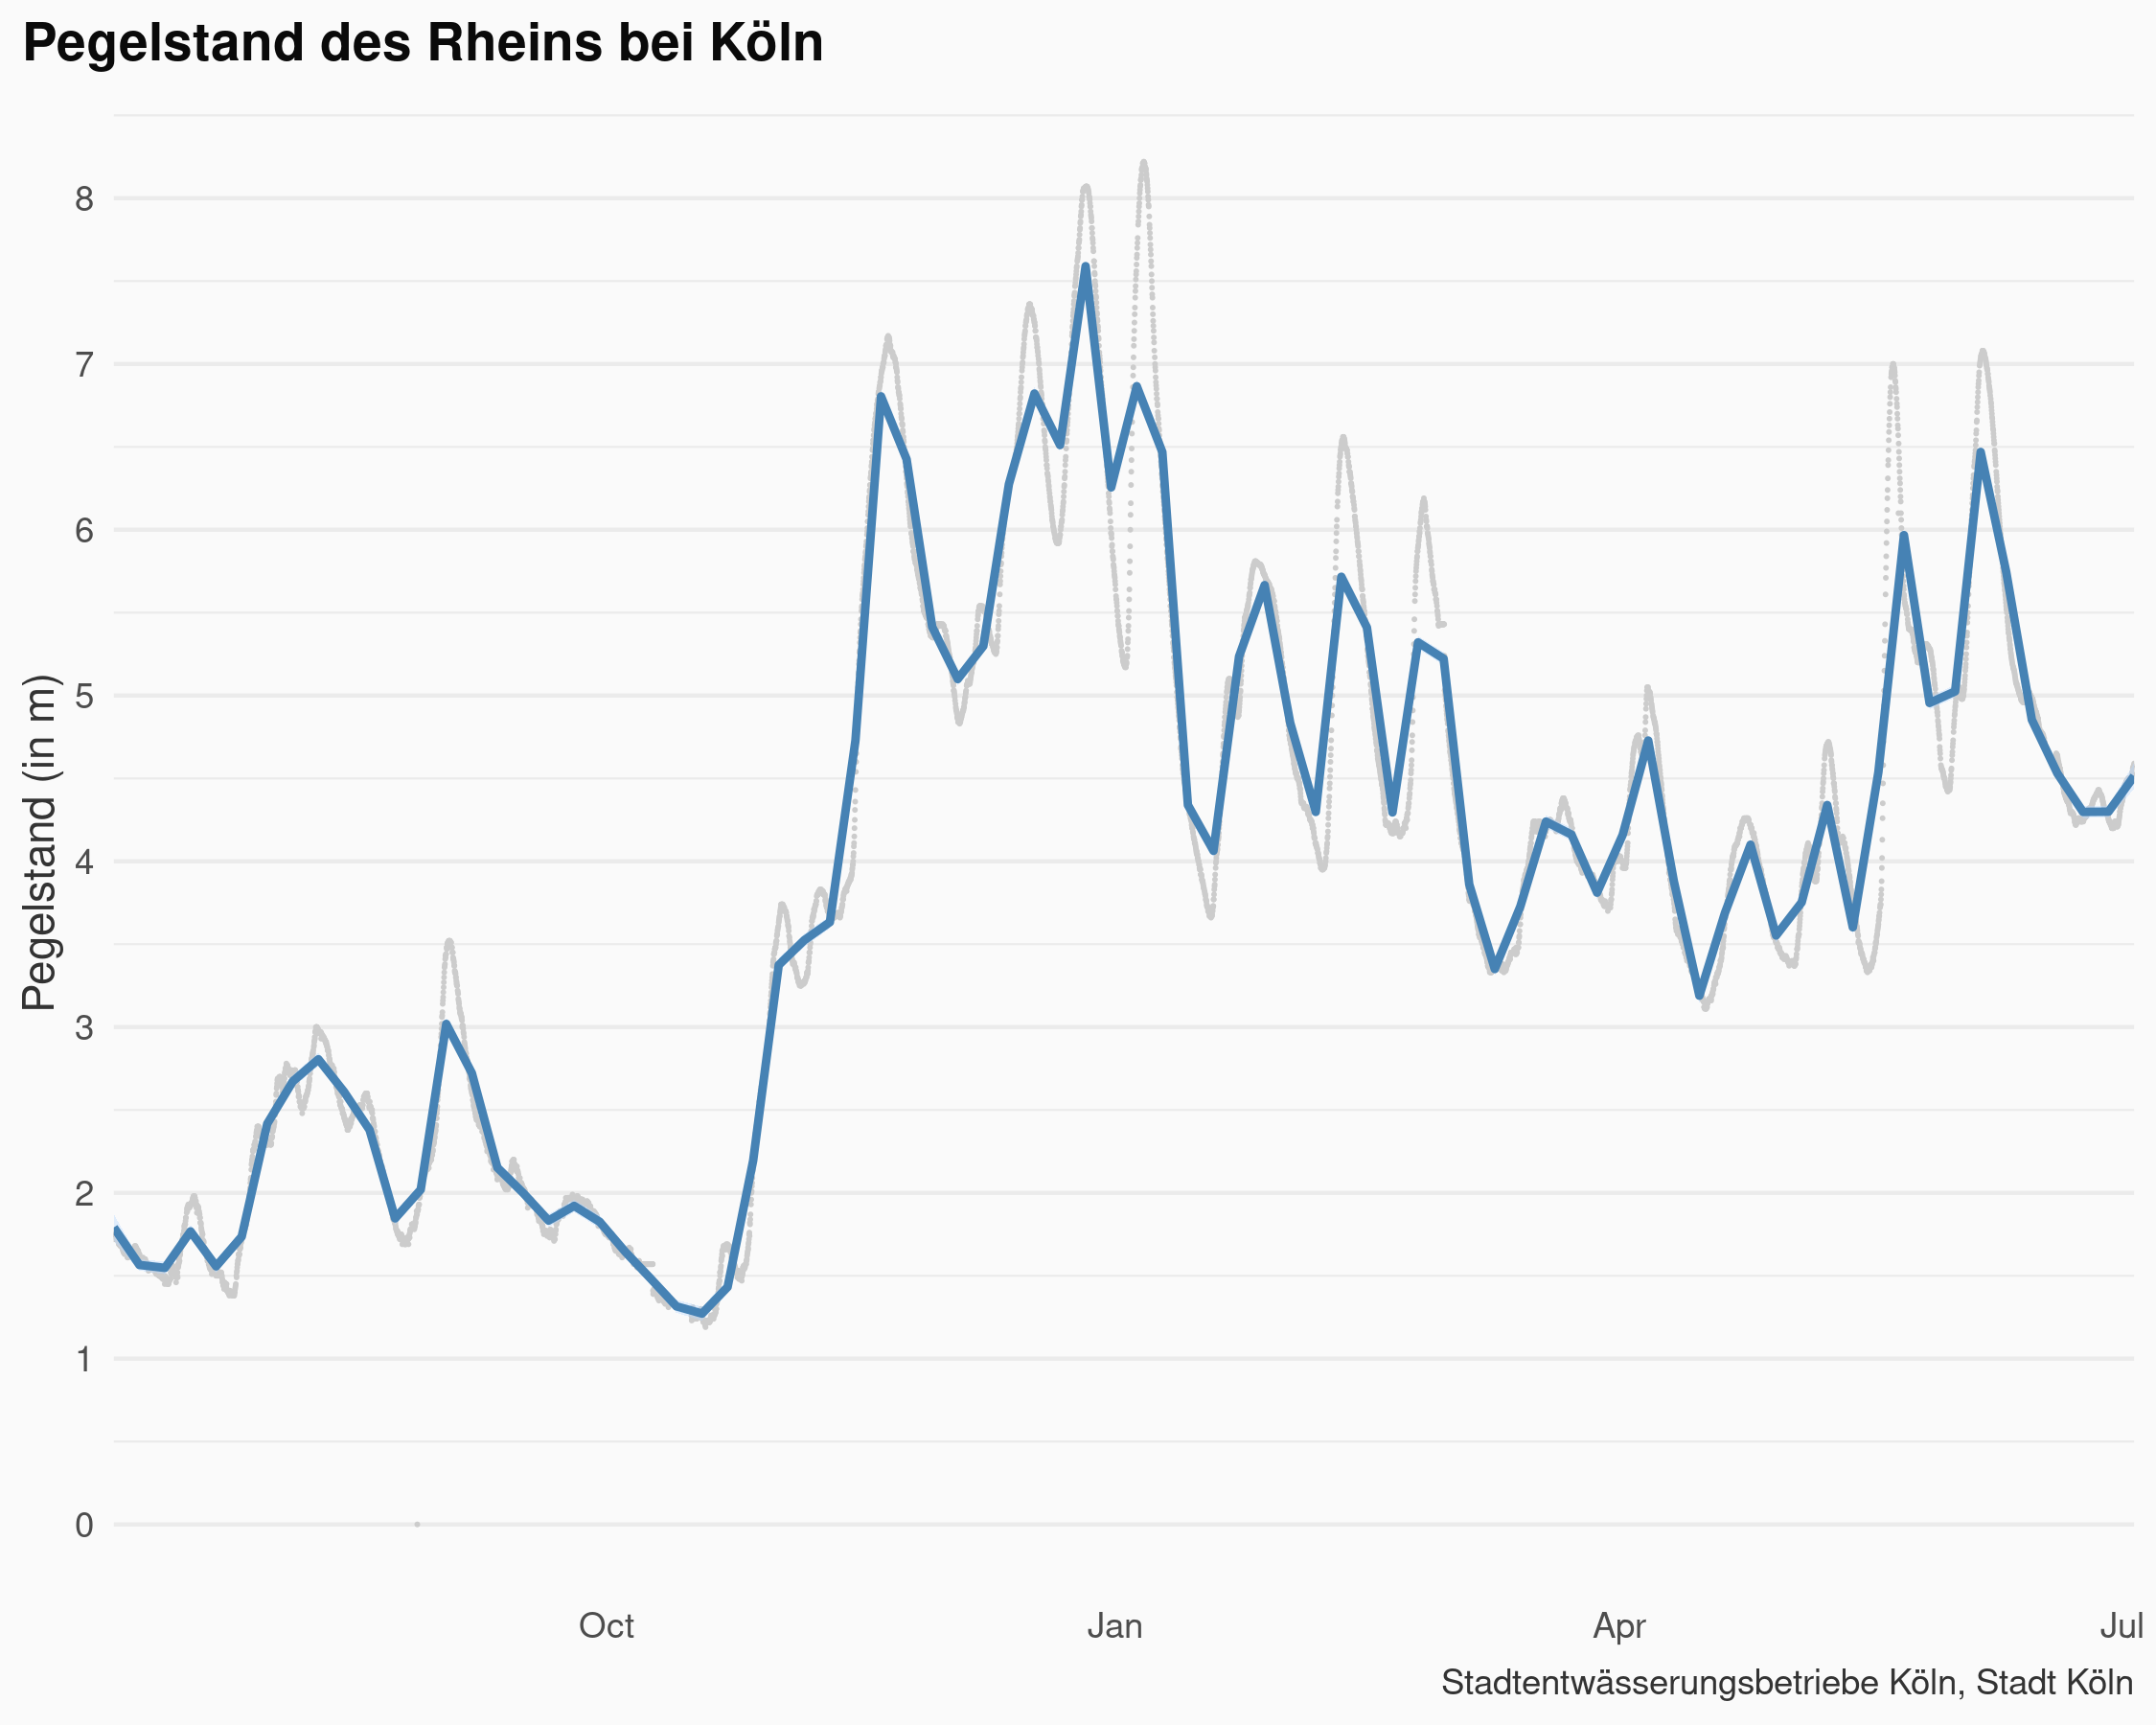 Pegelstand des Rheins bei Köln
Pegelstand (in m)
8
7
6
5
4
3
2
1
0
Oct Jan Apr Jul
Stadtentwässerungsbetriebe Köln, Stadt Köln